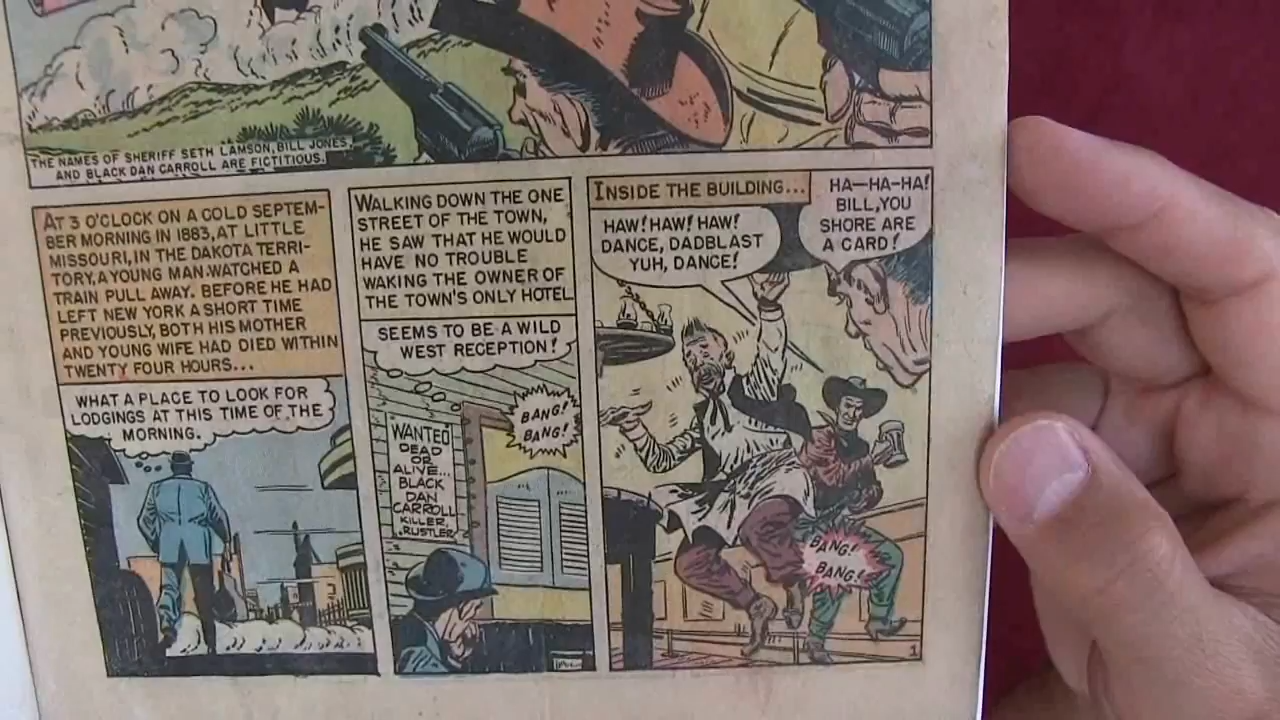 THE NAMES OF SHERIFF SETH LAMSON, BILL JONES,
AND BLACK DAN CARROLL ARE FICTITIOUS.
AT 3 O'CLOCK ON A COLD SEPTEM-
BER MORNING IN 1883, AT LITTLE
MISSOURI, IN THE DAKOTA TERRI-
TORY, A YOUNG MAN WATCHED A
TRAIN PULL AWAY. BEFORE HE HAD
LEFT NEW YORK A SHORT TIME
PREVIOUSLY, BOTH HIS MOTHER
AND YOUNG WIFE HAD DIED WITHIN
TWENTY FOUR HOURS...
WHAT A PLACE TO LOOK FOR
LODGINGS AT THIS TIME OF THE
MORNING.
WALKING DOWN THE ONE
STREET OF THE TOWN,
HE SAW THAT HE WOULD
HAVE NO TROUBLE
WAKING THE OWNER OF
THE TOWN'S ONLY HOTEL
SEEMS TO BE A WILD
WEST RECEPTION!
BANG!
BANG!
WANTED
DEAD
OR
ALIVE...
BLACK
DAN
CARROLL
KILLER,
RUSTLER
INSIDE THE BUILDING...
HAW! HAW! HAW!
DANCE, DADBLAST
YUH, DANCE!
HA-HA-HA!
BILL, YOU
SHORE ARE
A CARD!
BANG!
BANG!
1